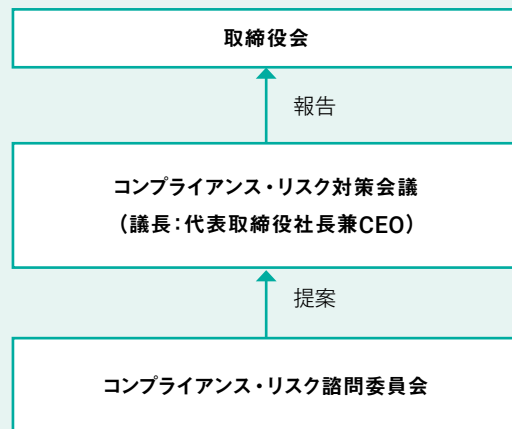 取締役会
報告
コンプライアンス・リスク対策会議
（議長：代表取締役社長兼CEO）
提案
コンプライアンス・リスク諮問委員会